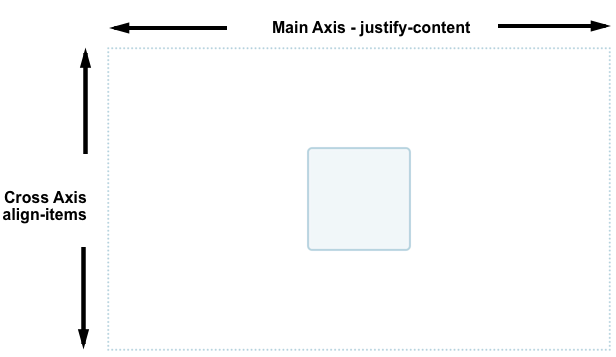 Main Axis - justify-content
Cross Axis
align-items